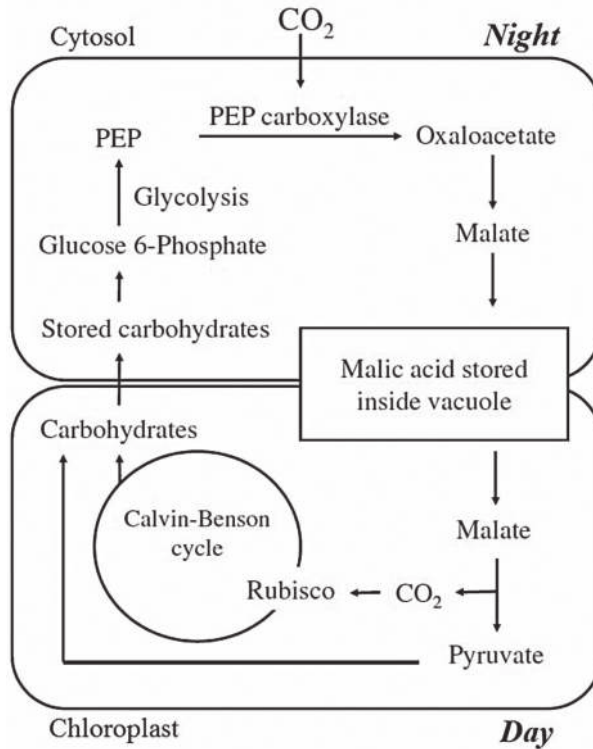 Cytosol
CO₂
Night
PEP carboxylase
PEP
Oxaloacetate
Glycolysis
Malate
Glucose 6-Phosphate
Stored carbohydrates
Malic acid stored
inside vacuole
Carbohydrates
Calvin-Benson
cycle
Malate
Rubisco
CO₂
Pyruvate
Chloroplast
Day